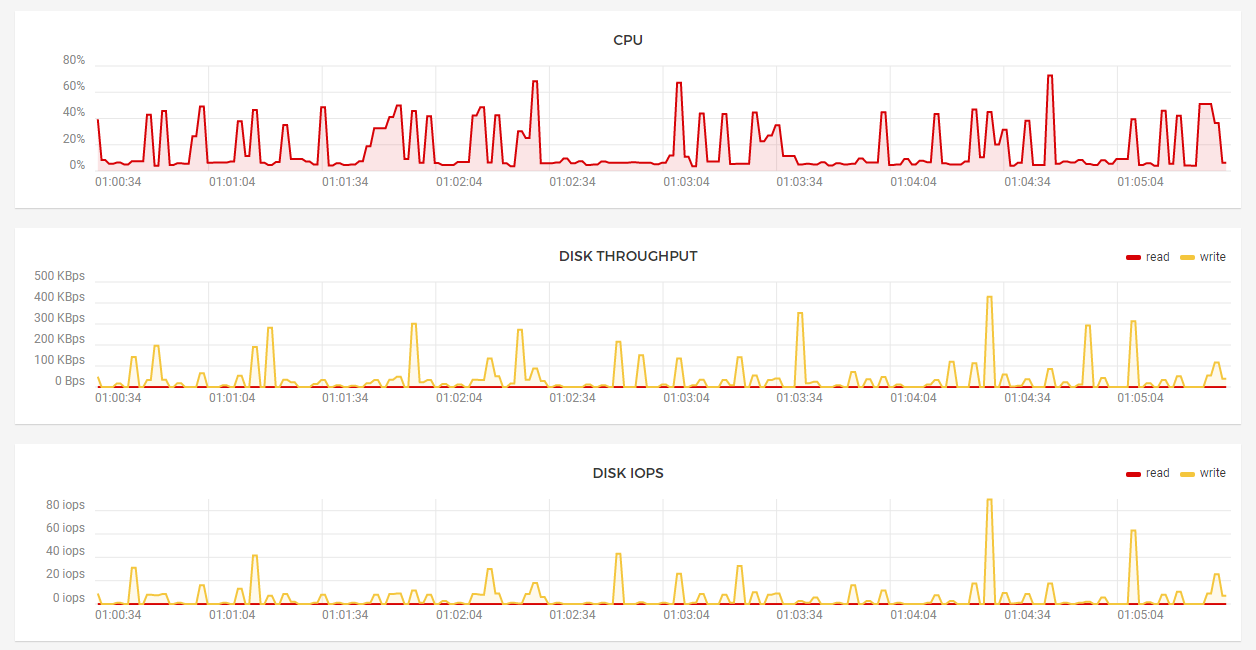 CPU
80%
60%
40%
20%
0%
01:00:34 01:01:04 01:01:34 01:02:04 01:02:34 01:03:04 01:03:34 01:04:04 01:04:34 01:05:04
DISK THROUGHPUT
read write
500 KBps
400 KBps
300 KBps
200 KBps
100 KBps
0 Bps
01:00:34 01:01:04 01:01:34 01:02:04 01:02:34 01:03:04 01:03:34 01:04:04 01:04:34 01:05:04
DISK IOPS
read write
80 iops
60 iops
40 iops
20 iops
0 iops
01:00:34 01:01:04 01:01:34 01:02:04 01:02:34 01:03:04 01:03:34 01:04:04 01:04:34 01:05:04